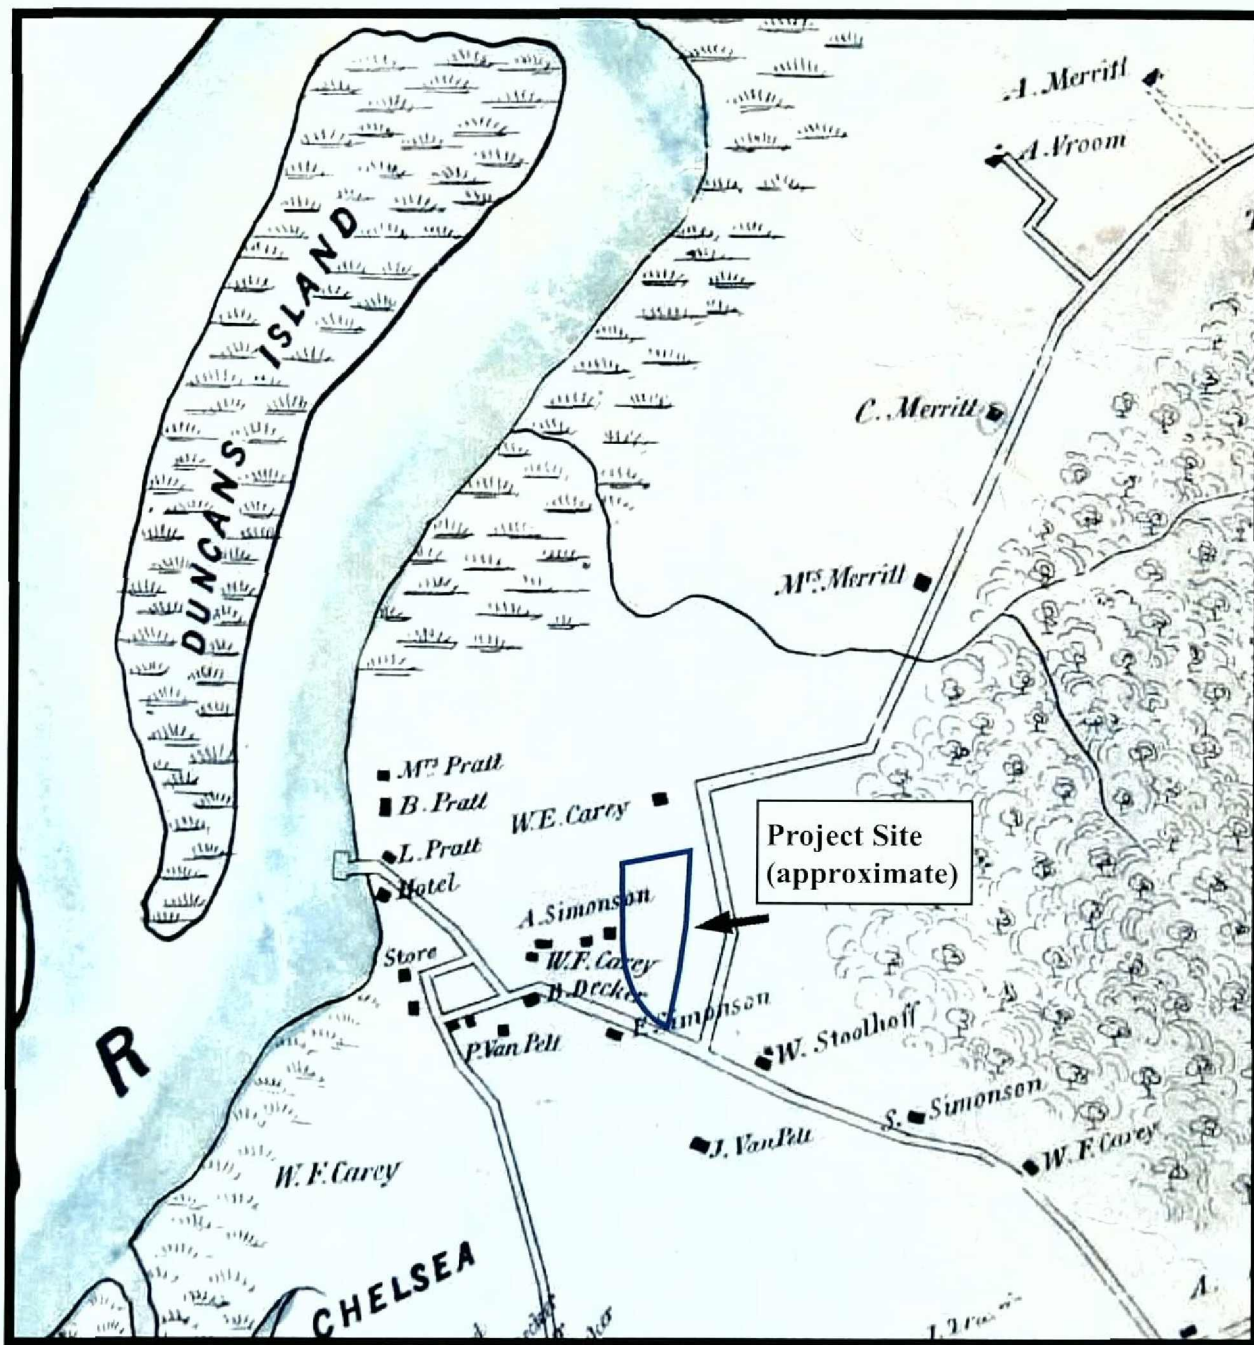 A. Merritt
A. Vroom
DUNCANS ISLAND
C. Merritt
Mrs. Merritt
Mrs Pratt
B. Pratt
W.E. Carey
Project Site
(approximate)
L. Pratt
Hotel
A. Simonson
Store
W.F. Carey
B. Decker
E. Simonson
P. Van Pelt
W. Stoolhoff
R
S. Simonson
J. Van Pelt
W. F. Carey
W. F. Carey
CHELSEA
A.